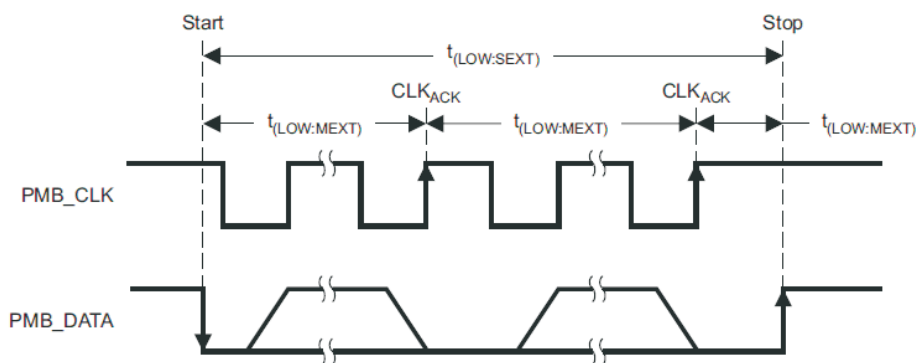 Start Stop
t(LOW:SEXT)
CLKACK CLKACK
t(LOW:MEXT) t(LOW:MEXT) t(LOW:MEXT)
PMB_CLK
PMB_DATA